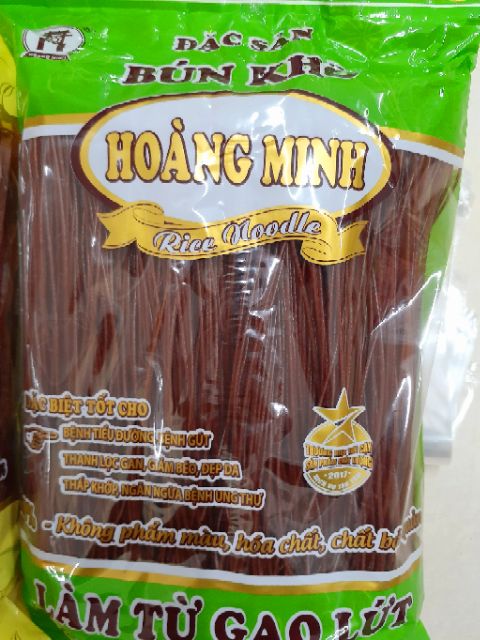 ĐẶC SẢN
BÚN KHÔ
HOÀNG MINH
Rice Noodle
ĐẶC BIỆT TỐT CHO
BỆNH TIỂU ĐƯỜNG, BỆNH GÚT
THANH LỌC GAN, GIẢM BÉO, ĐẸP DA
THẤP KHỚP, NGĂN NGỪA BỆNH UNG THƯ
2017
- Không phẩm màu, hóa chất, chất
LÀM TỪ GẠO LỨT